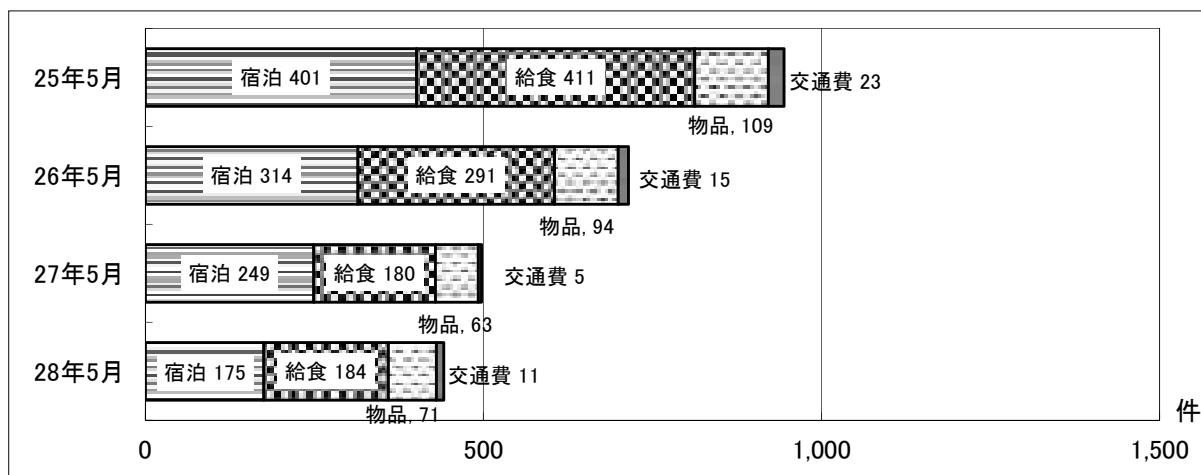 25年5月
宿泊 401
給食 411
交通費 23
物品, 109
26年5月
宿泊 314
給食 291
交通費 15
物品, 94
27年5月
宿泊 249
給食 180
交通費 5
物品, 63
28年5月
宿泊 175
給食 184
交通費 11
物品, 71
件
0 500 1,000 1,500